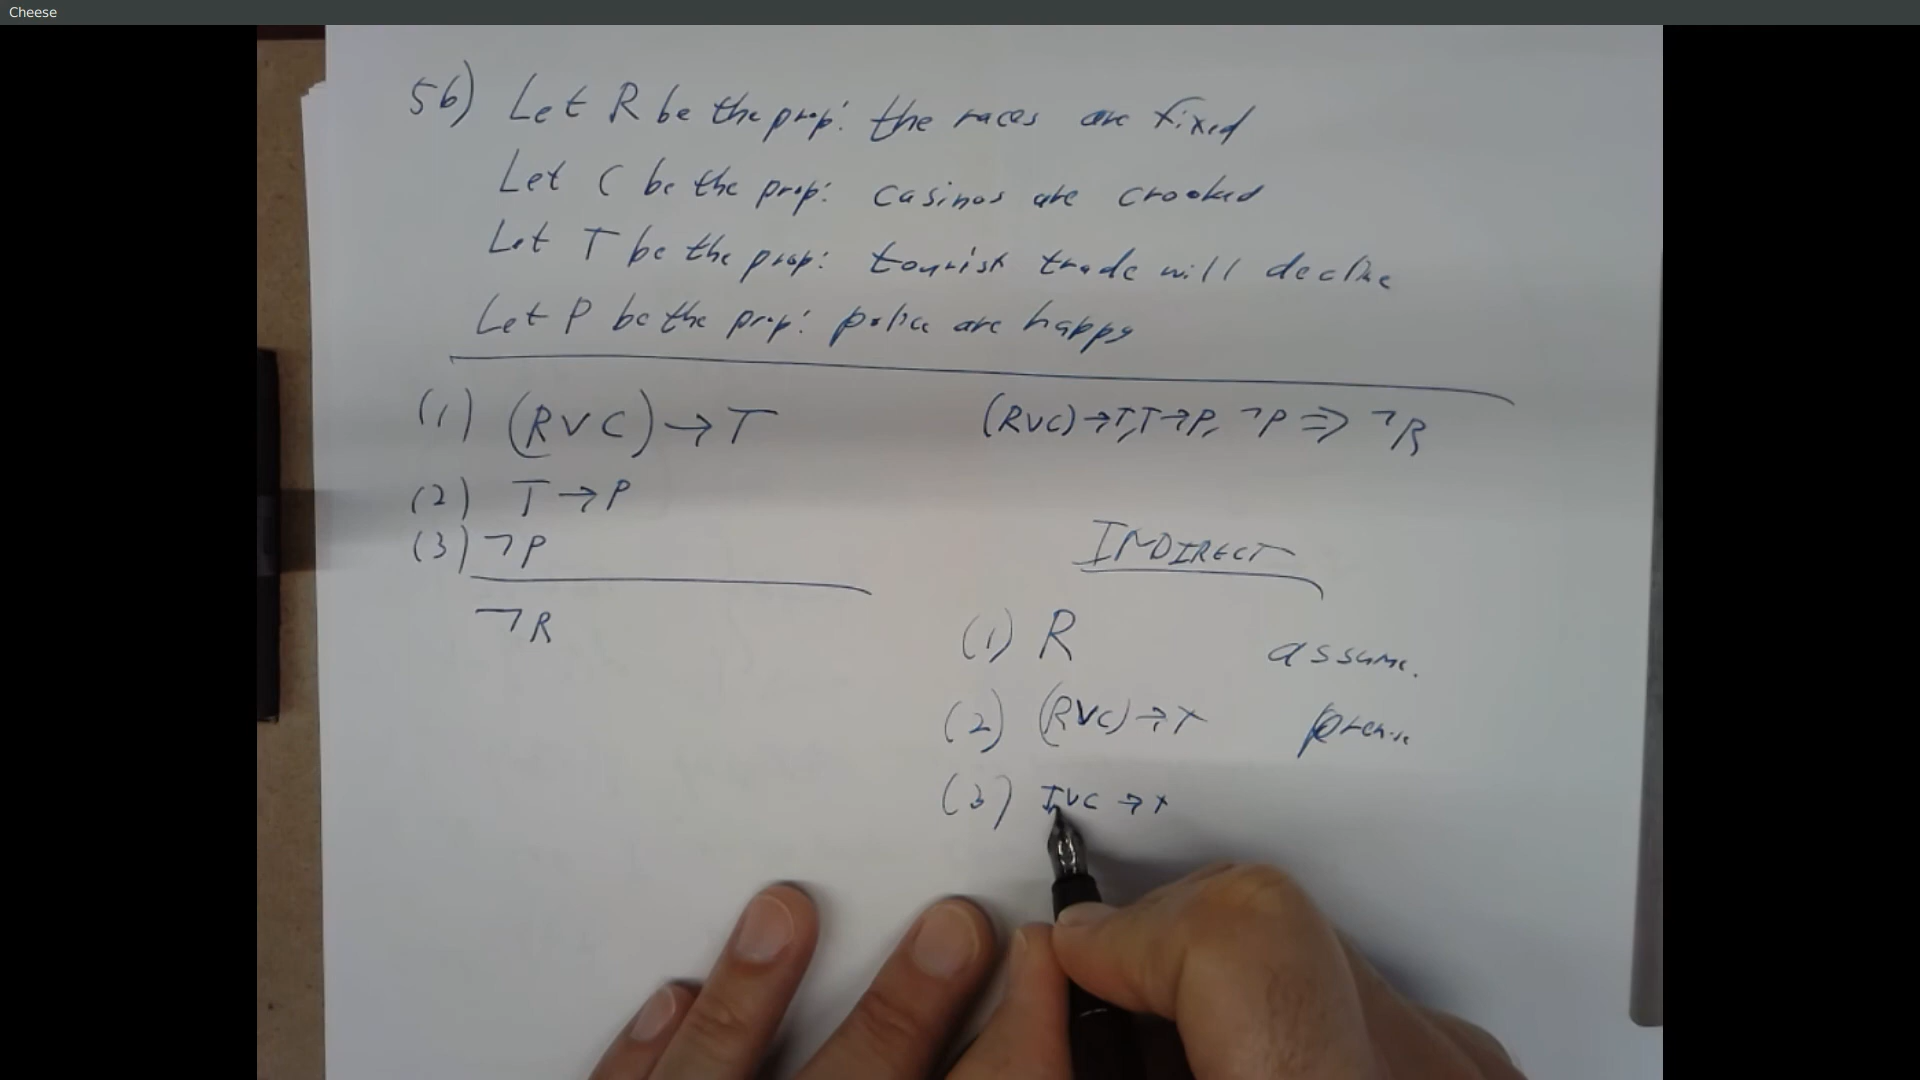 Cheese
56) Let R be the prop: the races are fixed
Let C be the prop: casinos are crooked
Let T be the prop: tourist trade will decline
Let P be the prop: police are happy
(1) (R∨C)→T
(R∨C)→T, T→P, ¬P ⇒ ¬R
(2) T→P
(3) ¬P
¬R
INDIRECT
(1) R assume.
(2) (R∨C)→T premise
(3) I∨C →T